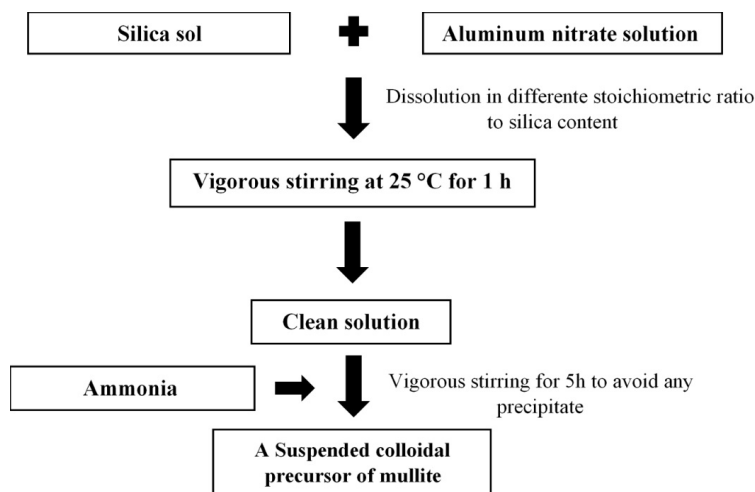 Silica sol
Aluminum nitrate solution
Dissolution in differente stoichiometric ratio
to silica content
Vigorous stirring at 25 °C for 1 h
Clean solution
Ammonia
Vigorous stirring for 5h to avoid any
precipitate
A Suspended colloidal
precursor of mullite